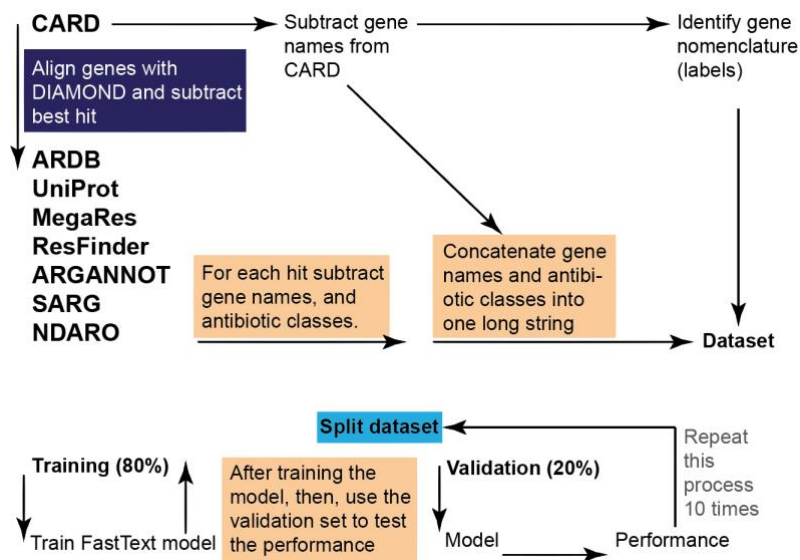 CARD
Subtract gene
names from
CARD
Identify gene
nomenclature
(labels)
Align genes with
DIAMOND and subtract
best hit
ARDB
UniProt
MegaRes
ResFinder
ARGANNOT
SARG
NDARO
For each hit subtract
gene names, and
antibiotic classes.
Concatenate gene
names and antibi-
otic classes into
one long string
Dataset
Split dataset
Training (80%)
Train FastText model
After training the
model, then, use the
validation set to test
the performance
Validation (20%)
Model
Performance
Repeat
this
process
10 times